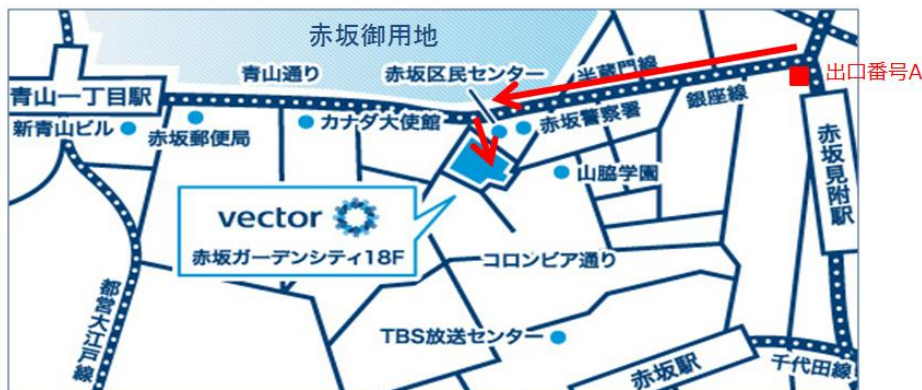 赤坂御用地
青山通り
赤坂区民センター
半蔵門線
出口番号A
青山一丁目駅
銀座線
新青山ビル
赤坂郵便局
カナダ大使館
赤坂警察署
赤坂見附駅
山脇学園
vector
赤坂ガーデンシティ18F
コロンビア通り
都営大江戸線
TBS放送センター
赤坂駅
千代田線